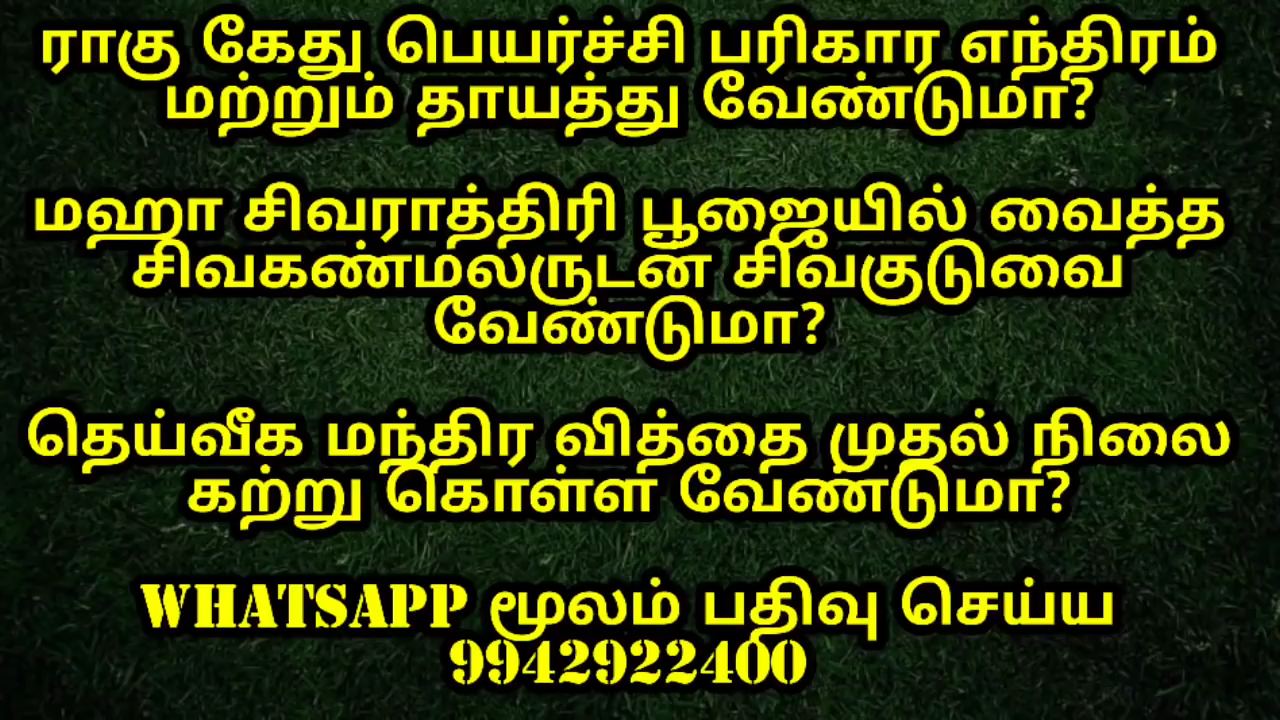 ராகு கேது பெயர்ச்சி பரிகார எந்திரம்
மற்றும் தாயத்து வேண்டுமா?
மஹா சிவராத்திரி பூஜையில் வைத்த
சிவகண்மலருடன் சிவகுடுவை
வேண்டுமா?
தெய்வீக மந்திர வித்தை முதல் நிலை
கற்று கொள்ள வேண்டுமா?
WHATSAPP மூலம் பதிவு செய்ய
9942922400